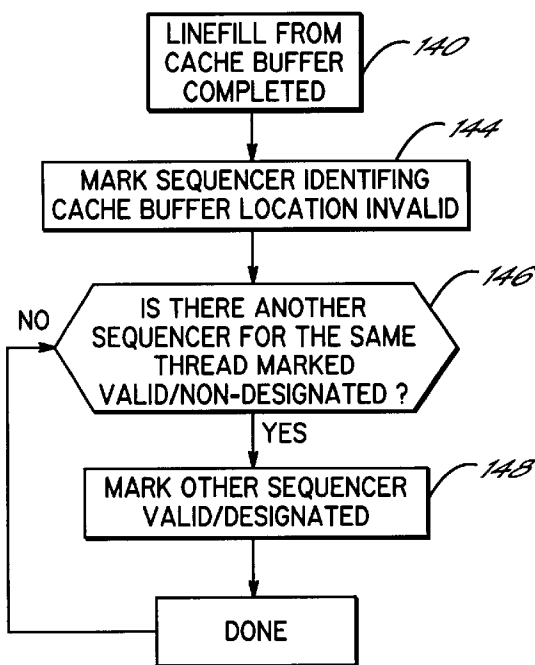 LINEFILL FROM
CACHE BUFFER
COMPLETED
140
144
MARK SEQUENCER IDENTIFING
CACHE BUFFER LOCATION INVALID
146
NO
IS THERE ANOTHER
SEQUENCER FOR THE SAME
THREAD MARKED
VALID/NON-DESIGNATED ?
YES
148
MARK OTHER SEQUENCER
VALID/DESIGNATED
DONE